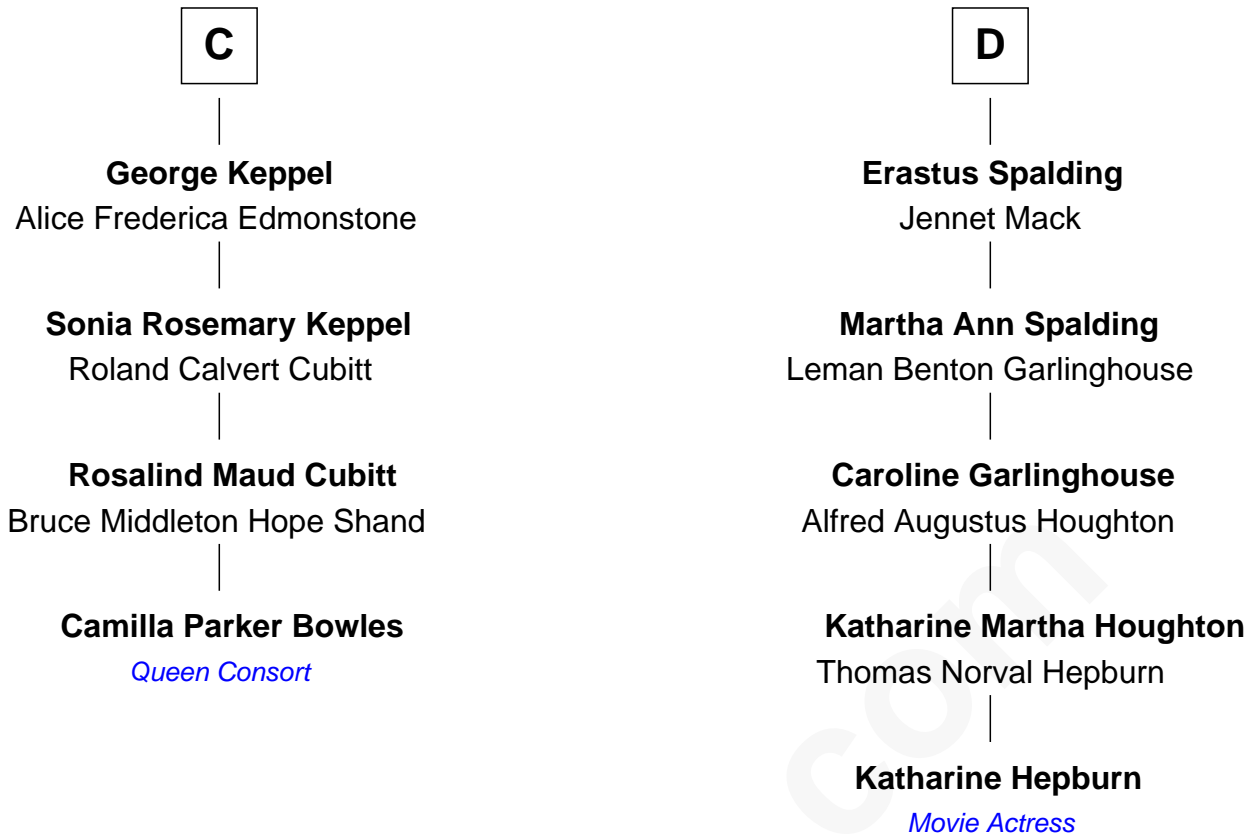 C
George Keppel
Alice Frederica Edmonstone
Sonia Rosemary Keppel
Roland Calvert Cubitt
Rosalind Maud Cubitt
Bruce Middleton Hope Shand
Camilla Parker Bowles
Queen Consort
D
Erastus Spalding
Jennet Mack
Martha Ann Spalding
Leman Benton Garlinghouse
Caroline Garlinghouse
Alfred Augustus Houghton
Katharine Martha Houghton
Thomas Norval Hepburn
Katharine Hepburn
Movie Actress
com